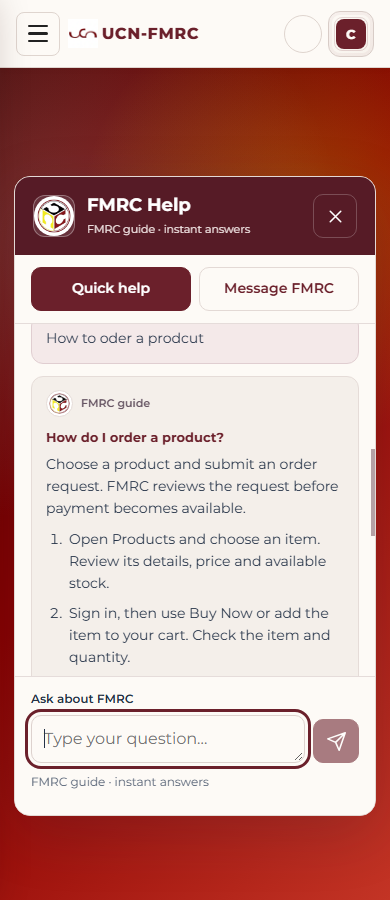 UCN-FMRC
C
FMRC Help
FMRC guide · instant answers
Quick help
Message FMRC
How to oder a prodcut
FMRC guide
How do I order a product?
Choose a product and submit an order
request. FMRC reviews the request before
payment becomes available.
1. Open Products and choose an item.
Review its details, price and available
stock.
2. Sign in, then use Buy Now or add the
item to your cart. Check the item and
quantity.
Ask about FMRC
Type your question...
FMRC guide · instant answers